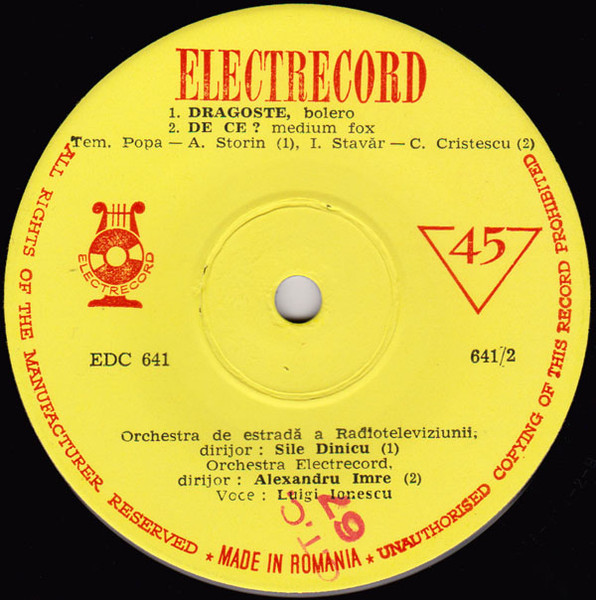 ELECTRECORD
1. DRAGOSTE, bolero
2. DE CE? medium fox
Tem. Popa — A. Storin (1), I. Stavăr — C. Cristescu (2)
ELECTRECORD
45
EDC 641
641/2
Orchestra de estradă a Radioteleviziunii,
dirijor: Sile Dinicu (1)
Orchestra Electrecord,
dirijor: Alexandru Imre (2)
Voce: Luigi Ionescu
ALL RIGHTS OF THE MANUFACTURER RESERVED ★ MADE IN ROMANIA ★ UNAUTHORISED COPYING OF THIS RECORD PROHIBITED